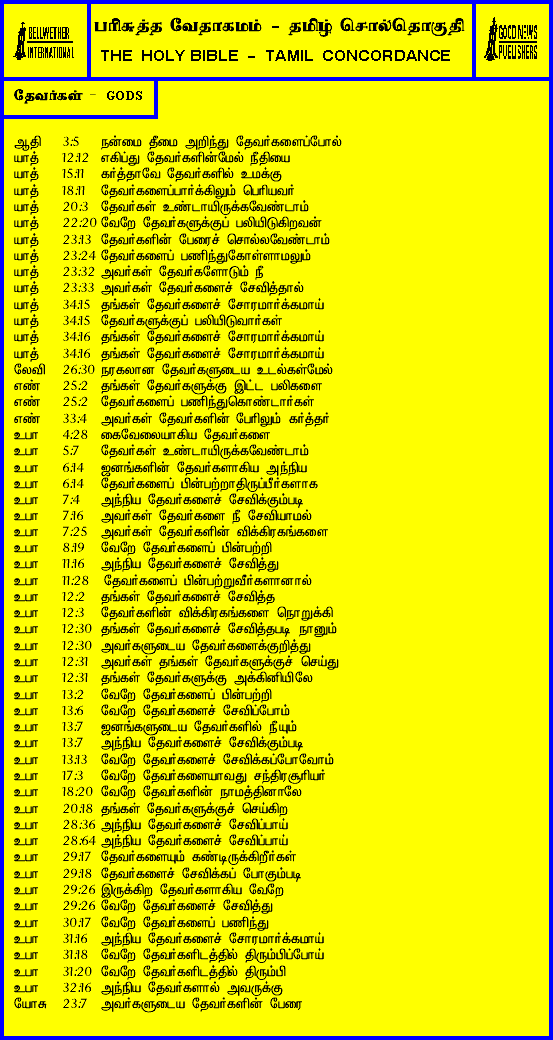 BELLWETHER
INTERNATIONAL
பரிசுத்த வேதாகமம் - தமிழ் சொல்தொகுதி
THE HOLY BIBLE - TAMIL CONCORDANCE
GOOD NEWS
PUBLISHERS
தேவர்கள் - GODS
ஆதி 3:5 நன்மை தீமை அறிந்து தேவர்களைப்போல்
யாத் 12:12 எகிப்து தேவர்களின்மேல் நீதியை
யாத் 15:11 கர்த்தாவே தேவர்களில் உமக்கு
யாத் 18:11 தேவர்களைப்பார்க்கிலும் பெரியவர்
யாத் 20:3 தேவர்கள் உண்டாயிருக்கவேண்டாம்
யாத் 22:20 வேறே தேவர்களுக்குப் பலியிடுகிறவன்
யாத் 23:13 தேவர்களின் பேரைச் சொல்லவேண்டாம்
யாத் 23:24 தேவர்களைப் பணிந்துகொள்ளாமலும்
யாத் 23:32 அவர்கள் தேவர்களோடும் நீ
யாத் 23:33 அவர்கள் தேவர்களைச் சேவித்தால்
யாத் 34:15 தங்கள் தேவர்களைச் சோரமார்க்கமாய்
யாத் 34:15 தேவர்களுக்குப் பலியிடுவார்கள்
யாத் 34:16 தங்கள் தேவர்களைச் சோரமார்க்கமாய்
யாத் 34:16 தங்கள் தேவர்களைச் சோரமார்க்கமாய்
லேவி 26:30 நரகலான தேவர்களுடைய உடல்கள்மேல்
எண் 25:2 தங்கள் தேவர்களுக்கு இட்ட பலிகளை
எண் 25:2 தேவர்களைப் பணிந்துகொண்டார்கள்
எண் 33:4 அவர்கள் தேவர்களின் பேரிலும் கர்த்தர்
உபா 4:28 கைவேலையாகிய தேவர்களை
உபா 5:7 தேவர்கள் உண்டாயிருக்கவேண்டாம்
உபா 6:14 ஜனங்களின் தேவர்களாகிய அந்நிய
உபா 6:14 தேவர்களைப் பின்பற்றாதிருப்பீர்களாக
உபா 7:4 அந்நிய தேவர்களைச் சேவிக்கும்படி
உபா 7:16 அவர்கள் தேவர்களை நீ சேவியாமல்
உபா 7:25 அவர்கள் தேவர்களின் விக்கிரகங்களை
உபா 8:19 வேறே தேவர்களைப் பின்பற்றி
உபா 11:16 அந்நிய தேவர்களைச் சேவித்து
உபா 11:28 தேவர்களைப் பின்பற்றுவீர்களானால்
உபா 12:2 தங்கள் தேவர்களைச் சேவித்த
உபா 12:3 தேவர்களின் விக்கிரகங்களை நொறுக்கி
உபா 12:30 தங்கள் தேவர்களைச் சேவித்தபடி நானும்
உபா 12:30 அவர்களுடைய தேவர்களைக்குறித்து
உபா 12:31 அவர்கள் தங்கள் தேவர்களுக்குச் செய்து
உபா 12:31 தங்கள் தேவர்களுக்கு அக்கினியிலே
உபா 13:2 வேறே தேவர்களைப் பின்பற்றி
உபா 13:6 வேறே தேவர்களைச் சேவிப்போம்
உபா 13:7 ஜனங்களுடைய தேவர்களில் நீயும்
உபா 13:7 அந்நிய தேவர்களைச் சேவிக்கும்படி
உபா 13:13 வேறே தேவர்களைச் சேவிக்கப்போவோம்
உபா 17:3 வேறே தேவர்களையாவது சந்திரசூரியர்
உபா 18:20 வேறே தேவர்களின் நாமத்தினாலே
உபா 20:18 தங்கள் தேவர்களுக்குச் செய்கிற
உபா 28:36 அந்நிய தேவர்களைச் சேவிப்பாய்
உபா 28:64 அந்நிய தேவர்களைச் சேவிப்பாய்
உபா 29:17 தேவர்களையும் கண்டிருக்கிறீர்கள்
உபா 29:18 தேவர்களைச் சேவிக்கப் போகும்படி
உபா 29:26 இருக்கிற தேவர்களாகிய வேறே
உபா 29:26 வேறே தேவர்களைச் சேவித்து
உபா 30:17 வேறே தேவர்களைப் பணிந்து
உபா 31:16 அந்நிய தேவர்களைச் சோரமார்க்கமாய்
உபா 31:18 வேறே தேவர்களிடத்தில் திரும்பிப்போய்
உபா 31:20 வேறே தேவர்களிடத்தில் திரும்பி
உபா 32:16 அந்நிய தேவர்களால் அவருக்கு
யோசு 23:7 அவர்களுடைய தேவர்களின் பேரை